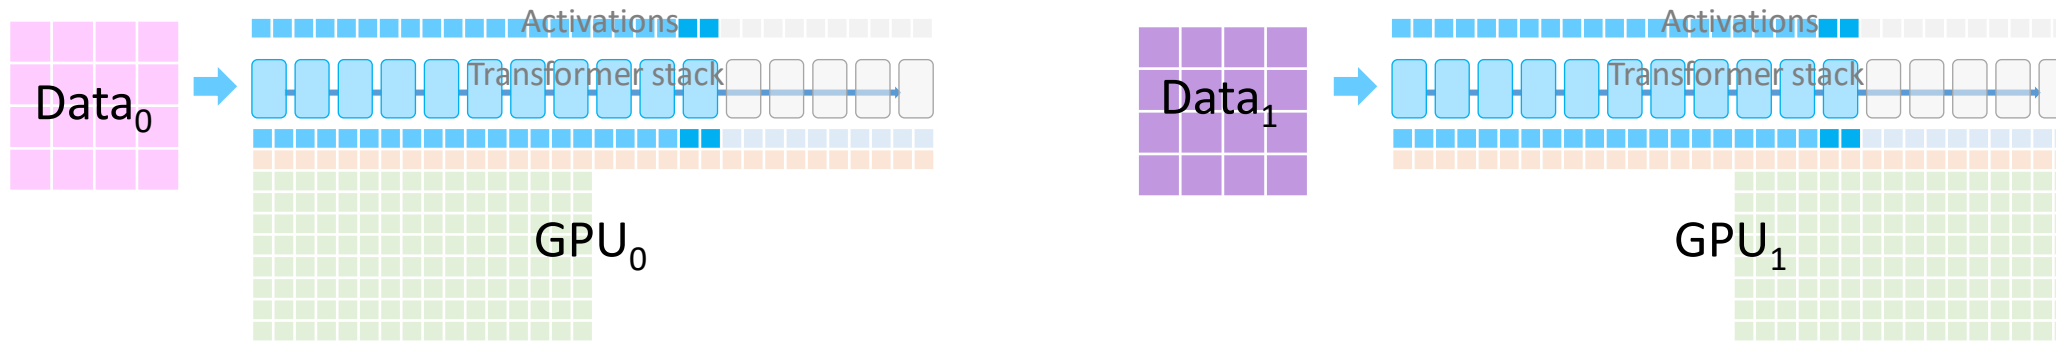 Activations
Transformer stack
Data0
GPU0
Activations
Transformer stack
Data1
GPU1